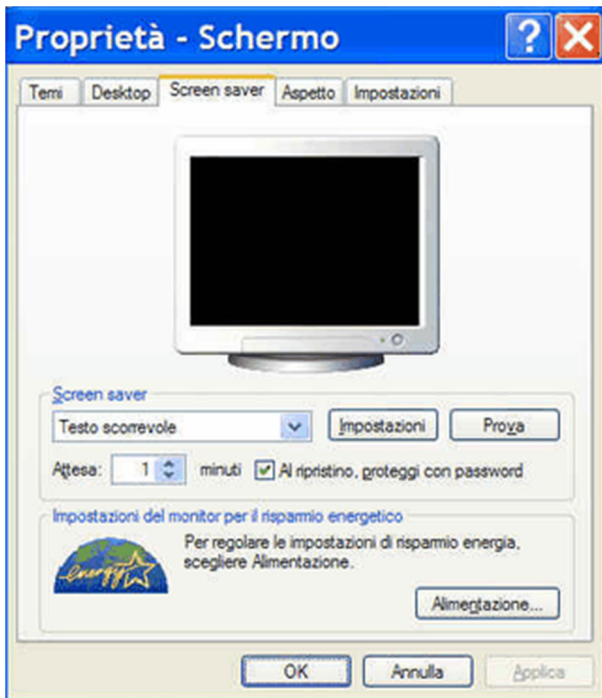 Proprietà - Schermo
Temi Desktop Screen saver Aspetto Impostazioni
Screen saver
Testo scorrevole Impostazioni Prova
Attesa: 1 minuti Al ripristino, proteggi con password
Impostazioni del monitor per il risparmio energetico
energy
Per regolare le impostazioni di risparmio energia,
scegliere Alimentazione.
Alimentazione...
OK Annulla Applica